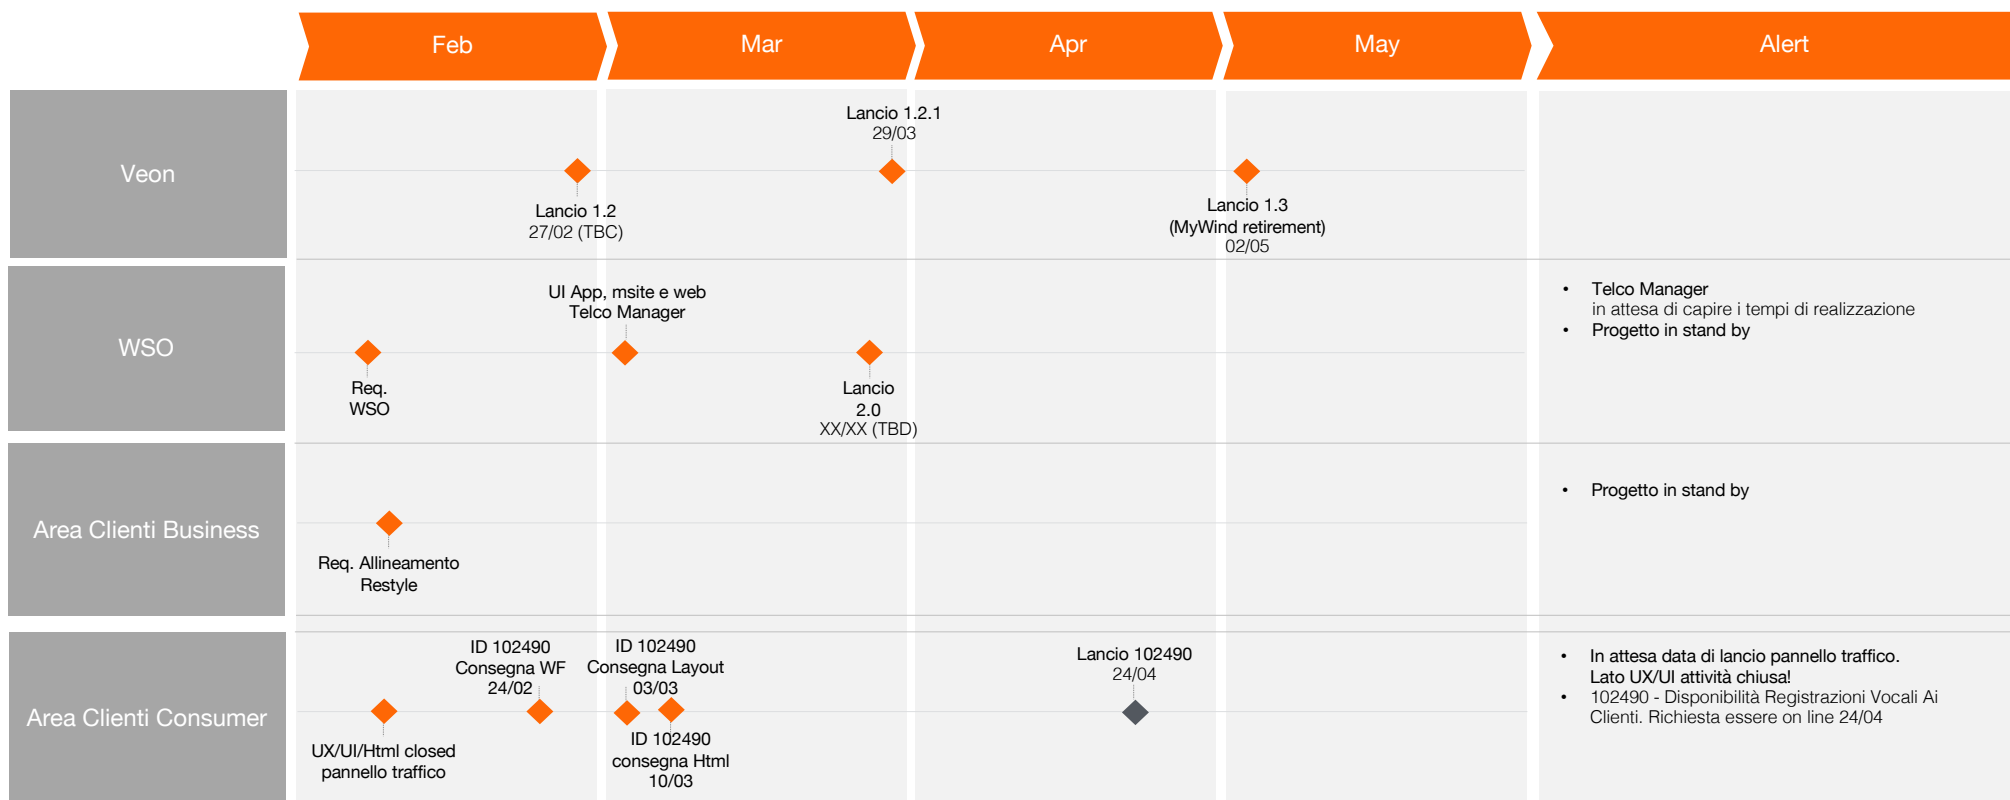 Feb
Mar
Apr
May
Alert
Veon
Lancio 1.2
27/02 (TBC)
Lancio 1.2.1
29/03
Lancio 1.3
(MyWind retirement)
02/05
WSO
Req.
WSO
UI App, msite e web
Telco Manager
Lancio
2.0
XX/XX (TBD)
• Telco Manager
in attesa di capire i tempi di realizzazione
• Progetto in stand by
Area Clienti Business
Req. Allineamento
Restyle
• Progetto in stand by
Area Clienti Consumer
UX/UI/Html closed
pannello traffico
ID 102490
Consegna WF
24/02
ID 102490
Consegna Layout
03/03
ID 102490
consegna Html
10/03
Lancio 102490
24/04
• In attesa data di lancio pannello traffico.
Lato UX/UI attività chiusa!
• 102490 - Disponibilità Registrazioni Vocali Ai
Clienti. Richiesta essere on line 24/04